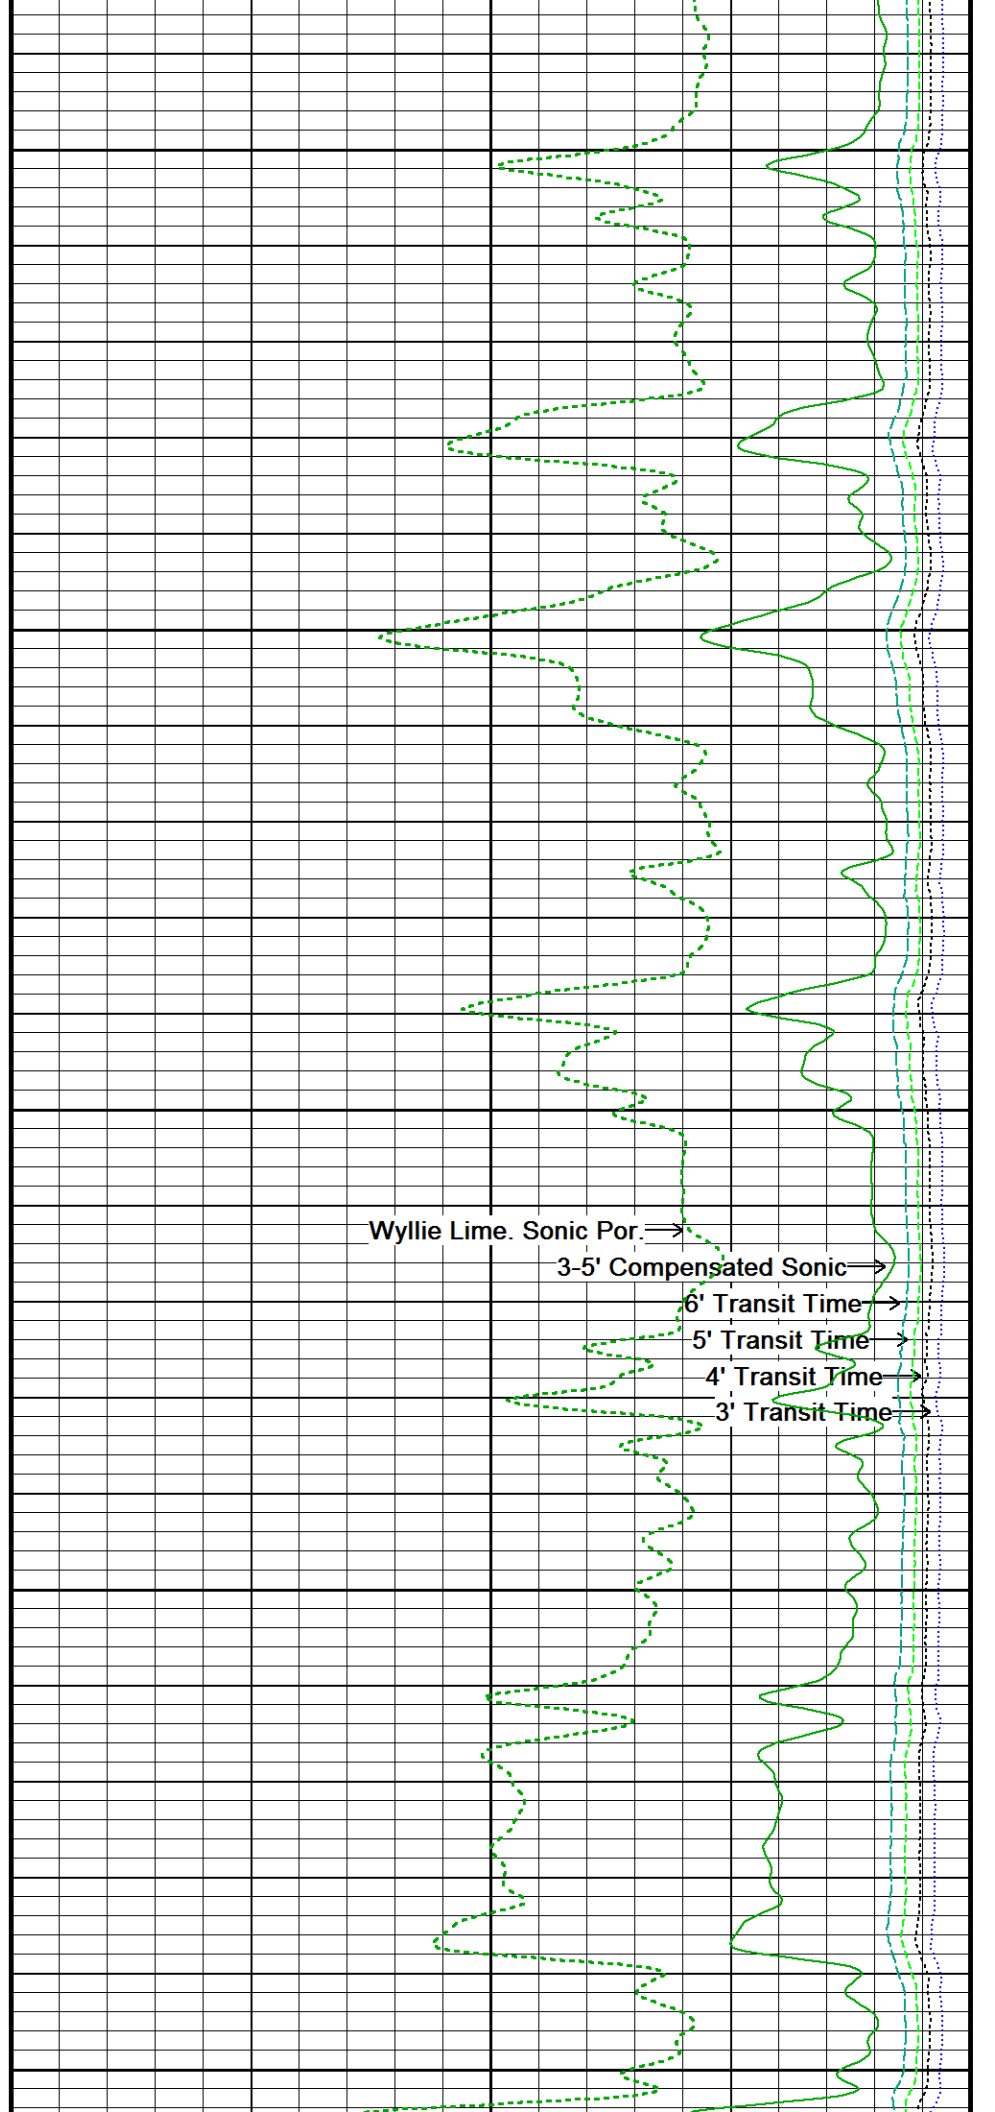 Wyllie Lime. Sonic Por.
3-5' Compensated Sonic
6' Transit Time
5' Transit Time
4' Transit Time
3' Transit Time